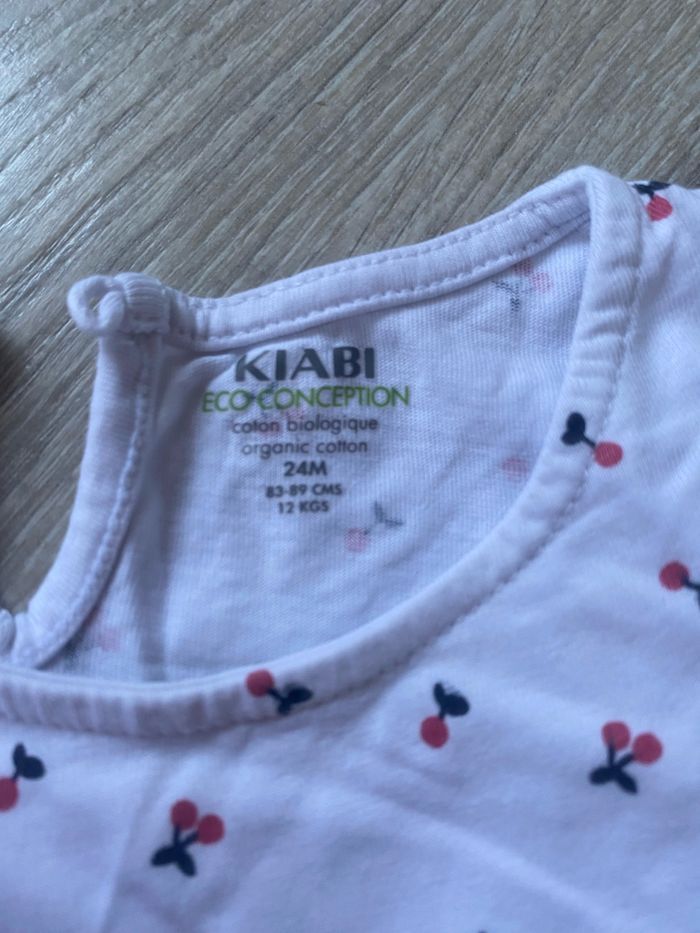 KIABI
ECO-CONCEPTION
coton biologique
organic cotton
24M
83-89 CMS
12 KGS